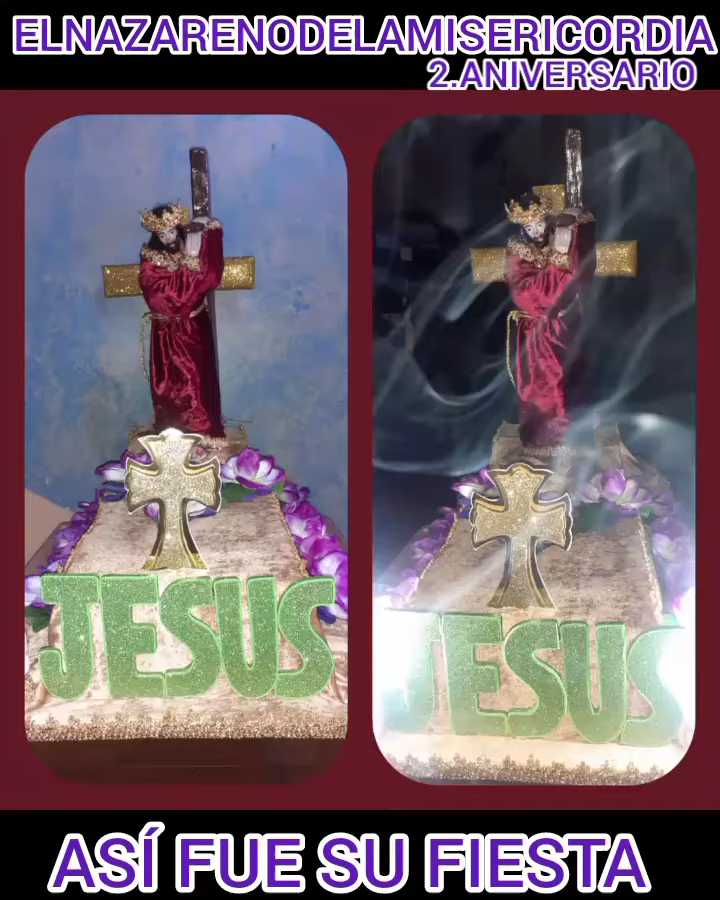 ELNAZARENODELAMISERICORDIA
2.ANIVERSARIO
JESUS
JESUS
ASÍ FUE SU FIESTA